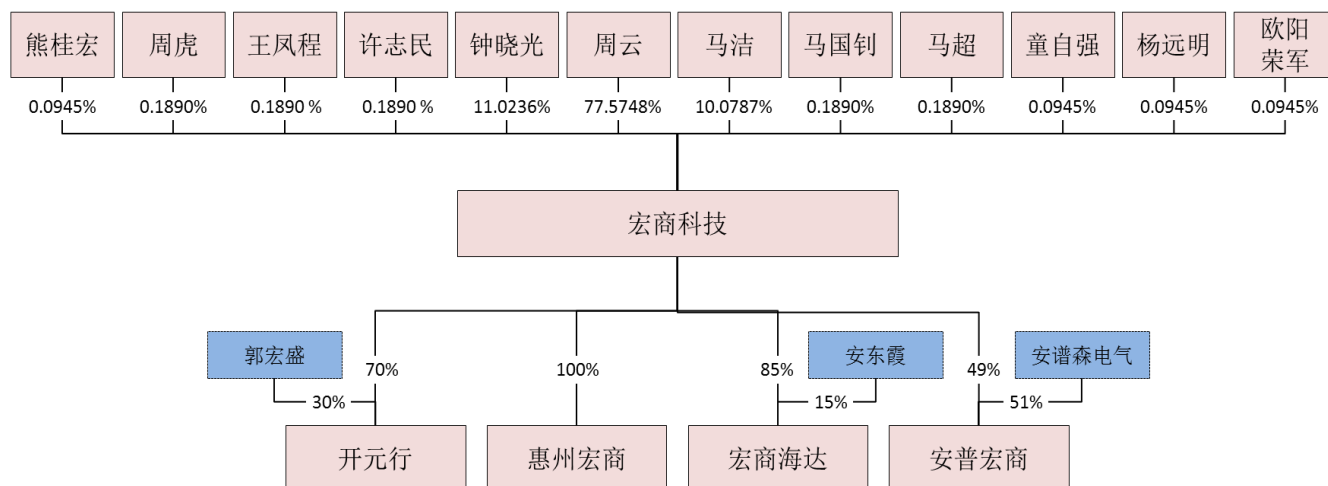 熊桂宏
周虎
王凤程
许志民
钟晓光
周云
马洁
马国钊
马超
童自强
杨远明
欧阳
荣军
0.0945%
0.1890%
0.1890 %
0.1890 %
11.0236%
77.5748%
10.0787%
0.1890%
0.1890%
0.0945%
0.0945%
0.0945%
宏商科技
郭宏盛
70%
100%
85%
安东霞
49%
安谱森电气
30%
15%
51%
开元行
惠州宏商
宏商海达
安普宏商